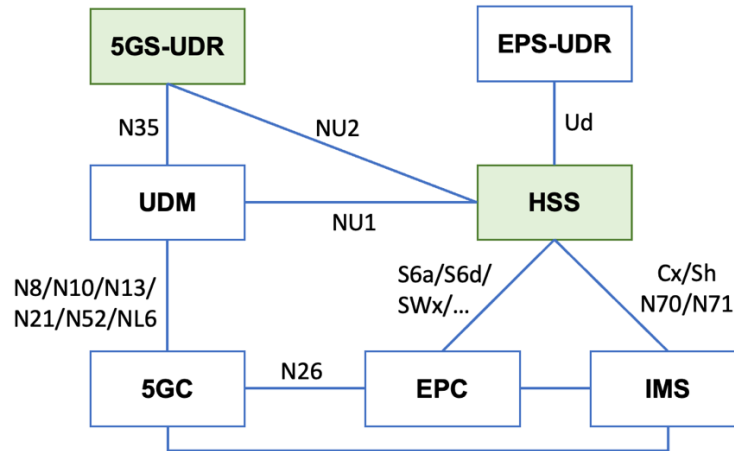 5GS-UDR
EPS-UDR
N35
NU2
Ud
UDM
HSS
NU1
N8/N10/N13/
N21/N52/NL6
S6a/S6d/
SWx/...
Cx/Sh
N70/N71
5GC
N26
EPC
IMS